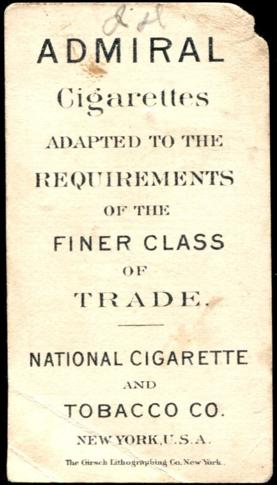 ADMIRAL
Cigarettes
ADAPTED TO THE
REQUIREMENTS
OF THE
FINER CLASS
OF
TRADE.
NATIONAL CIGARETTE
AND
TOBACCO CO.
NEW YORK, U.S.A.
The Girsch Lithographing Co. New York.